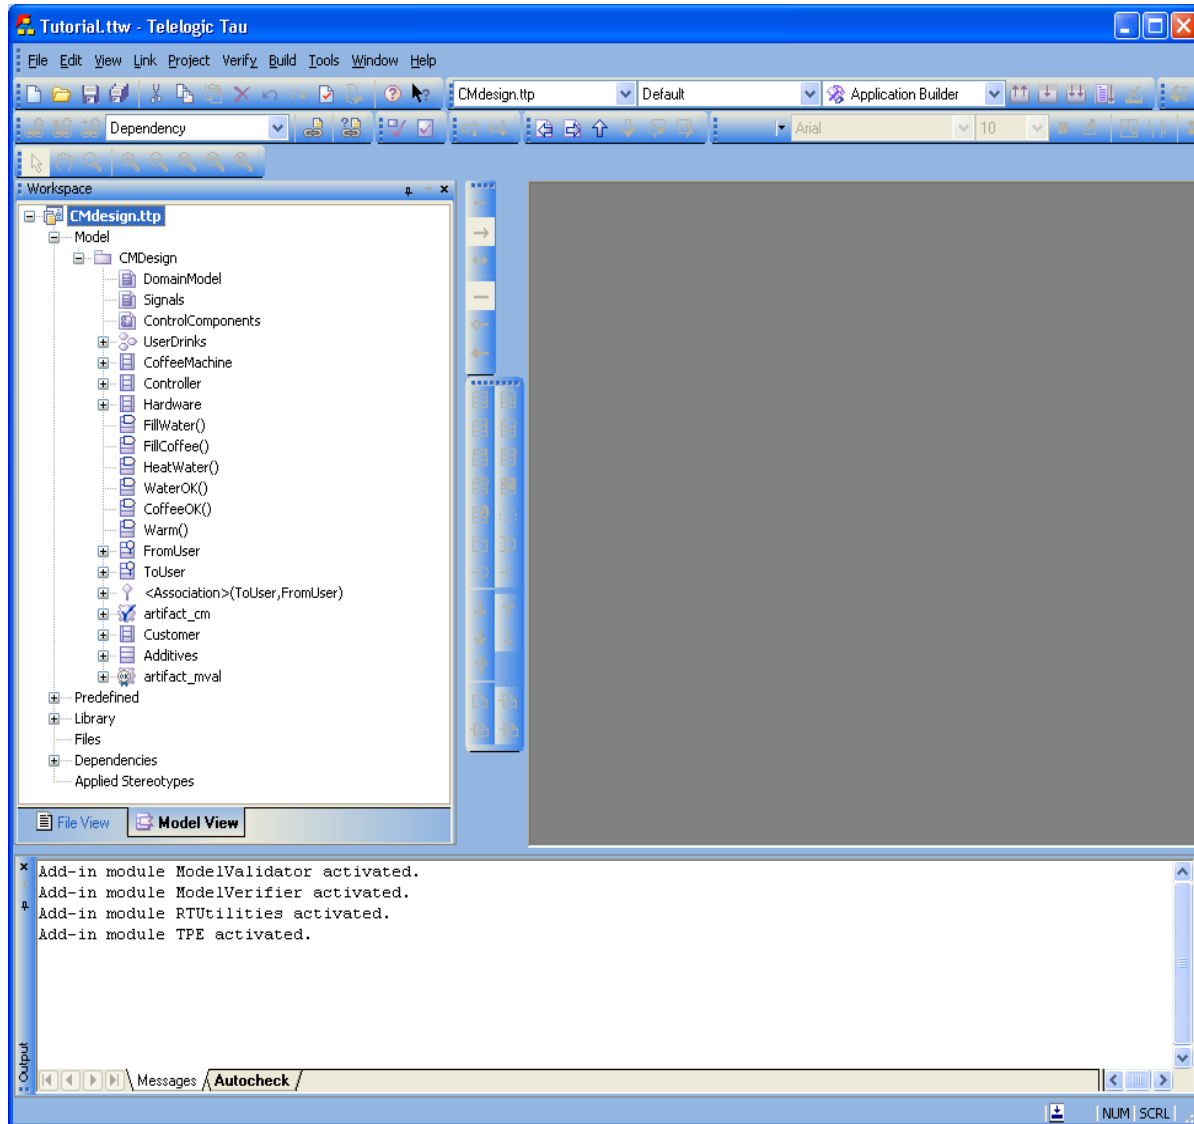 Tutorial.ttw - Telelogic Tau
File Edit View Link Project Verify Build Tools Window Help
CMdesign.ttp Default Application Builder
Dependency Arial 10
Workspace
CMdesign.ttp
Model
CMDesign
DomainModel
Signals
ControlComponents
UserDrinks
CoffeeMachine
Controller
Hardware
FillWater()
FillCoffee()
HeatWater()
WaterOK()
CoffeeOK()
Warm()
FromUser
ToUser
<Association>(ToUser,FromUser)
artifact_cm
Customer
Additives
artifact_mval
Predefined
Library
Files
Dependencies
Applied Stereotypes
File View Model View
Add-in module ModelValidator activated.
Add-in module ModelVerifier activated.
Add-in module RTUtilities activated.
Add-in module TPE activated.
Output
Messages Autocheck
NUM SCRL